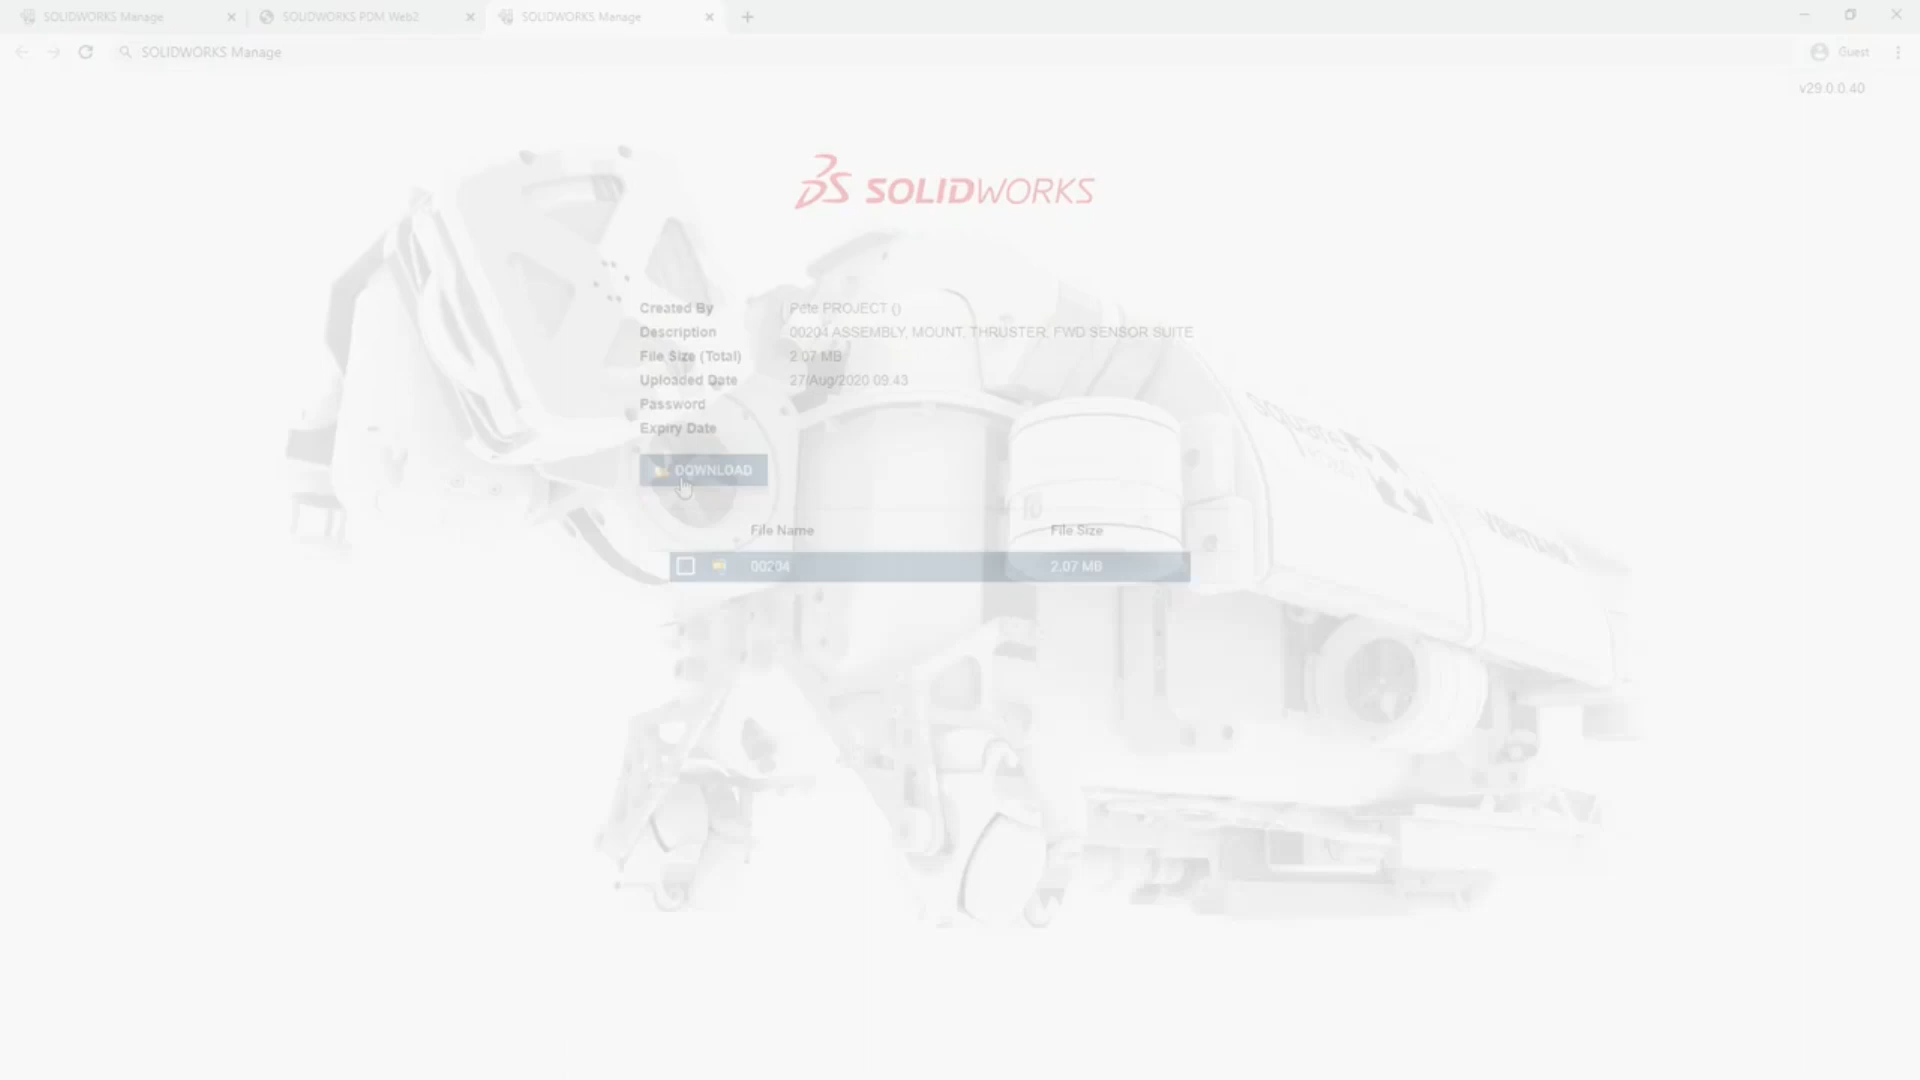 SOLIDWORKS Manage
SOLIDWORKS PDM Web2
SOLIDWORKS Manage
SOLIDWORKS Manage
Guest
v29.0.0.40
SOLIDWORKS
Created By Pete PROJECT ()
Description 00204 ASSEMBLY, MOUNT, THRUSTER, FWD SENSOR SUITE
File Size (Total) 2.07 MB
Uploaded Date 27/Aug/2020 09:43
Password
Expiry Date
DOWNLOAD
File Name File Size
00204 2.07 MB